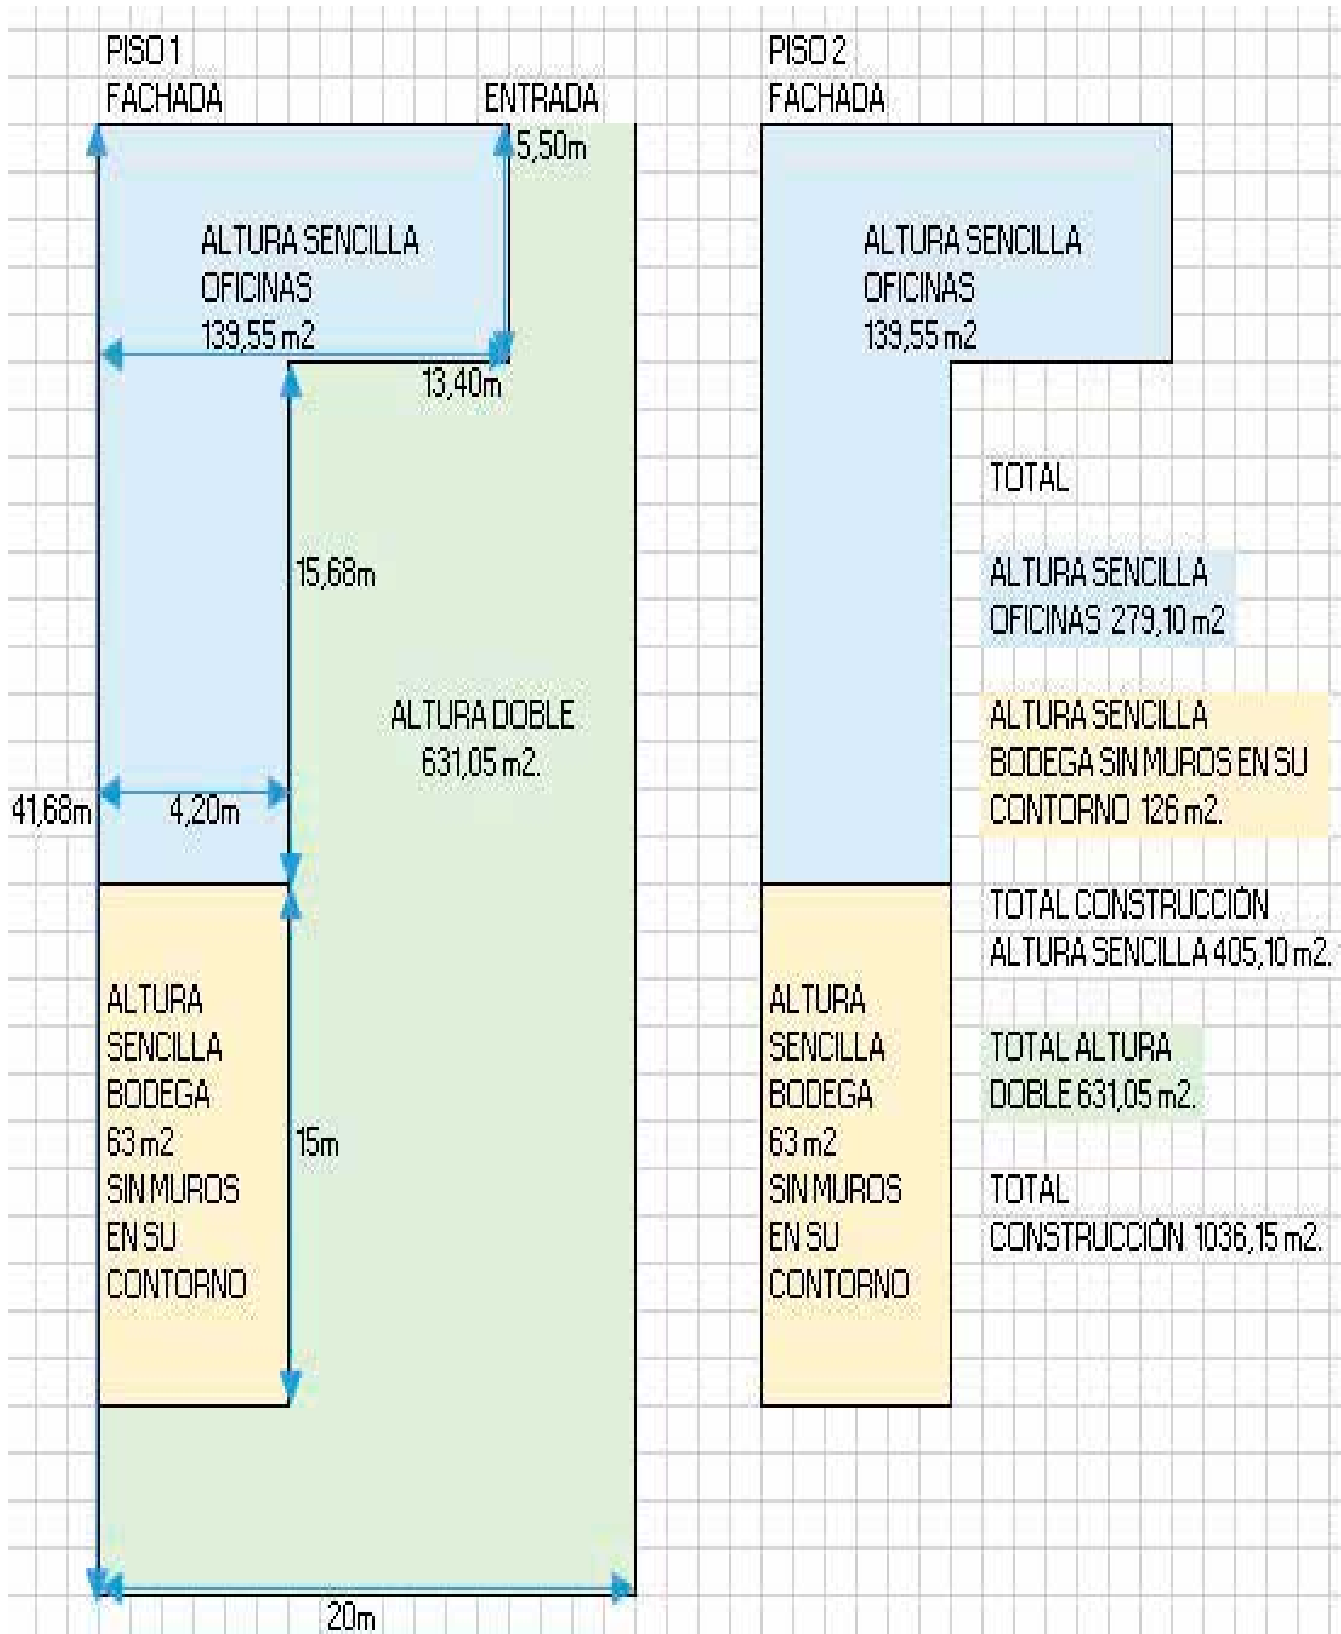 PISO 1
FACHADA
ENTRADA
5,50m
ALTURA SENCILLA
OFICINAS
139,55 m2
13,40m
15,68m
ALTURA DOBLE
631,05 m2.
41,68m
4,20m
ALTURA
SENCILLA
BODEGA
63 m2
SIN MUROS
EN SU
CONTORNO
15m
20m
PISO 2
FACHADA
ALTURA SENCILLA
OFICINAS
139,55 m2
ALTURA
SENCILLA
BODEGA
63 m2
SIN MUROS
EN SU
CONTORNO
TOTAL
ALTURA SENCILLA
OFICINAS 279,10 m2
ALTURA SENCILLA
BODEGA SIN MUROS EN SU
CONTORNO 126 m2.
TOTAL CONSTRUCCIÓN
ALTURA SENCILLA 405,10 m2.
TOTAL ALTURA
DOBLE 631,05 m2.
TOTAL
CONSTRUCCIÓN 1036,15 m2.